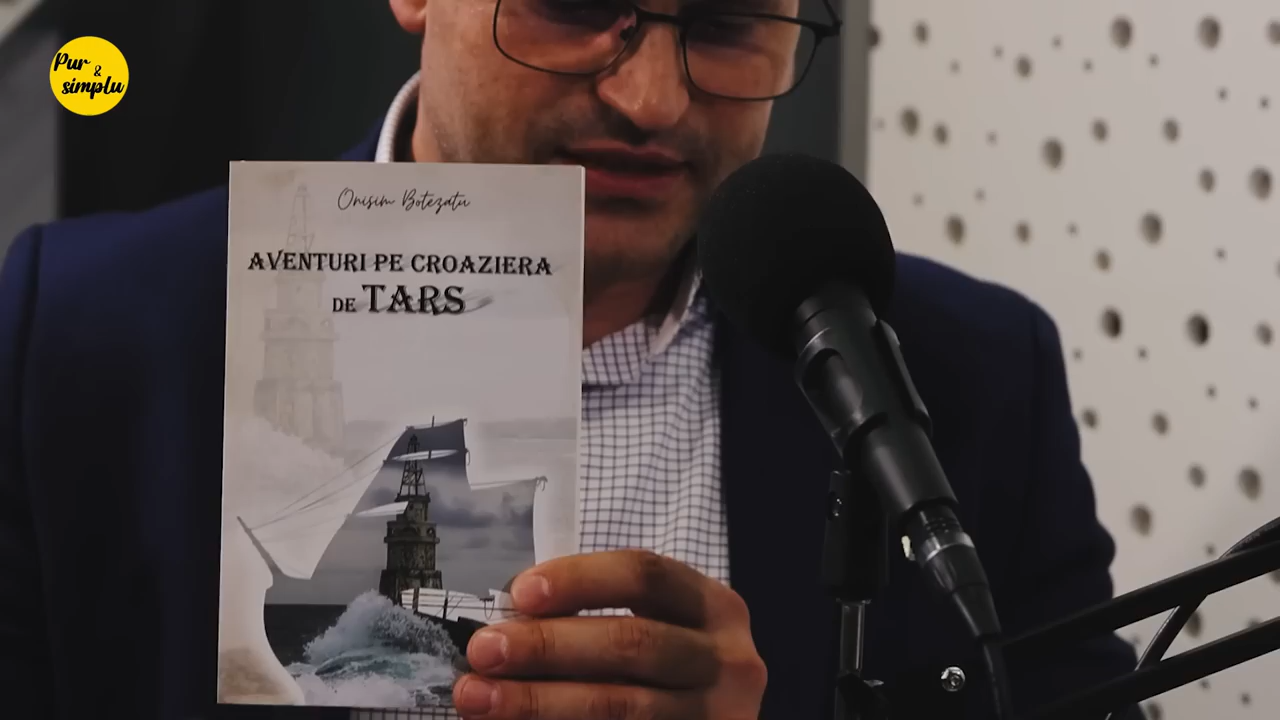 Pur
&
simplu
Onisim Botezatu
AVENTURI PE CROAZIERA
DE TARS